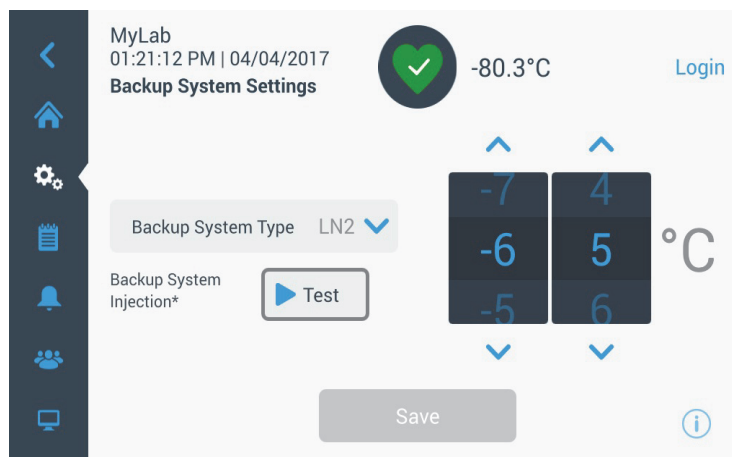 MyLab
01:21:12 PM | 04/04/2017
Backup System Settings
-80.3°C
Login
Backup System Type LN2
Backup System
Injection*
Test
-7 4
-6 5 °C
-5 6
Save
i